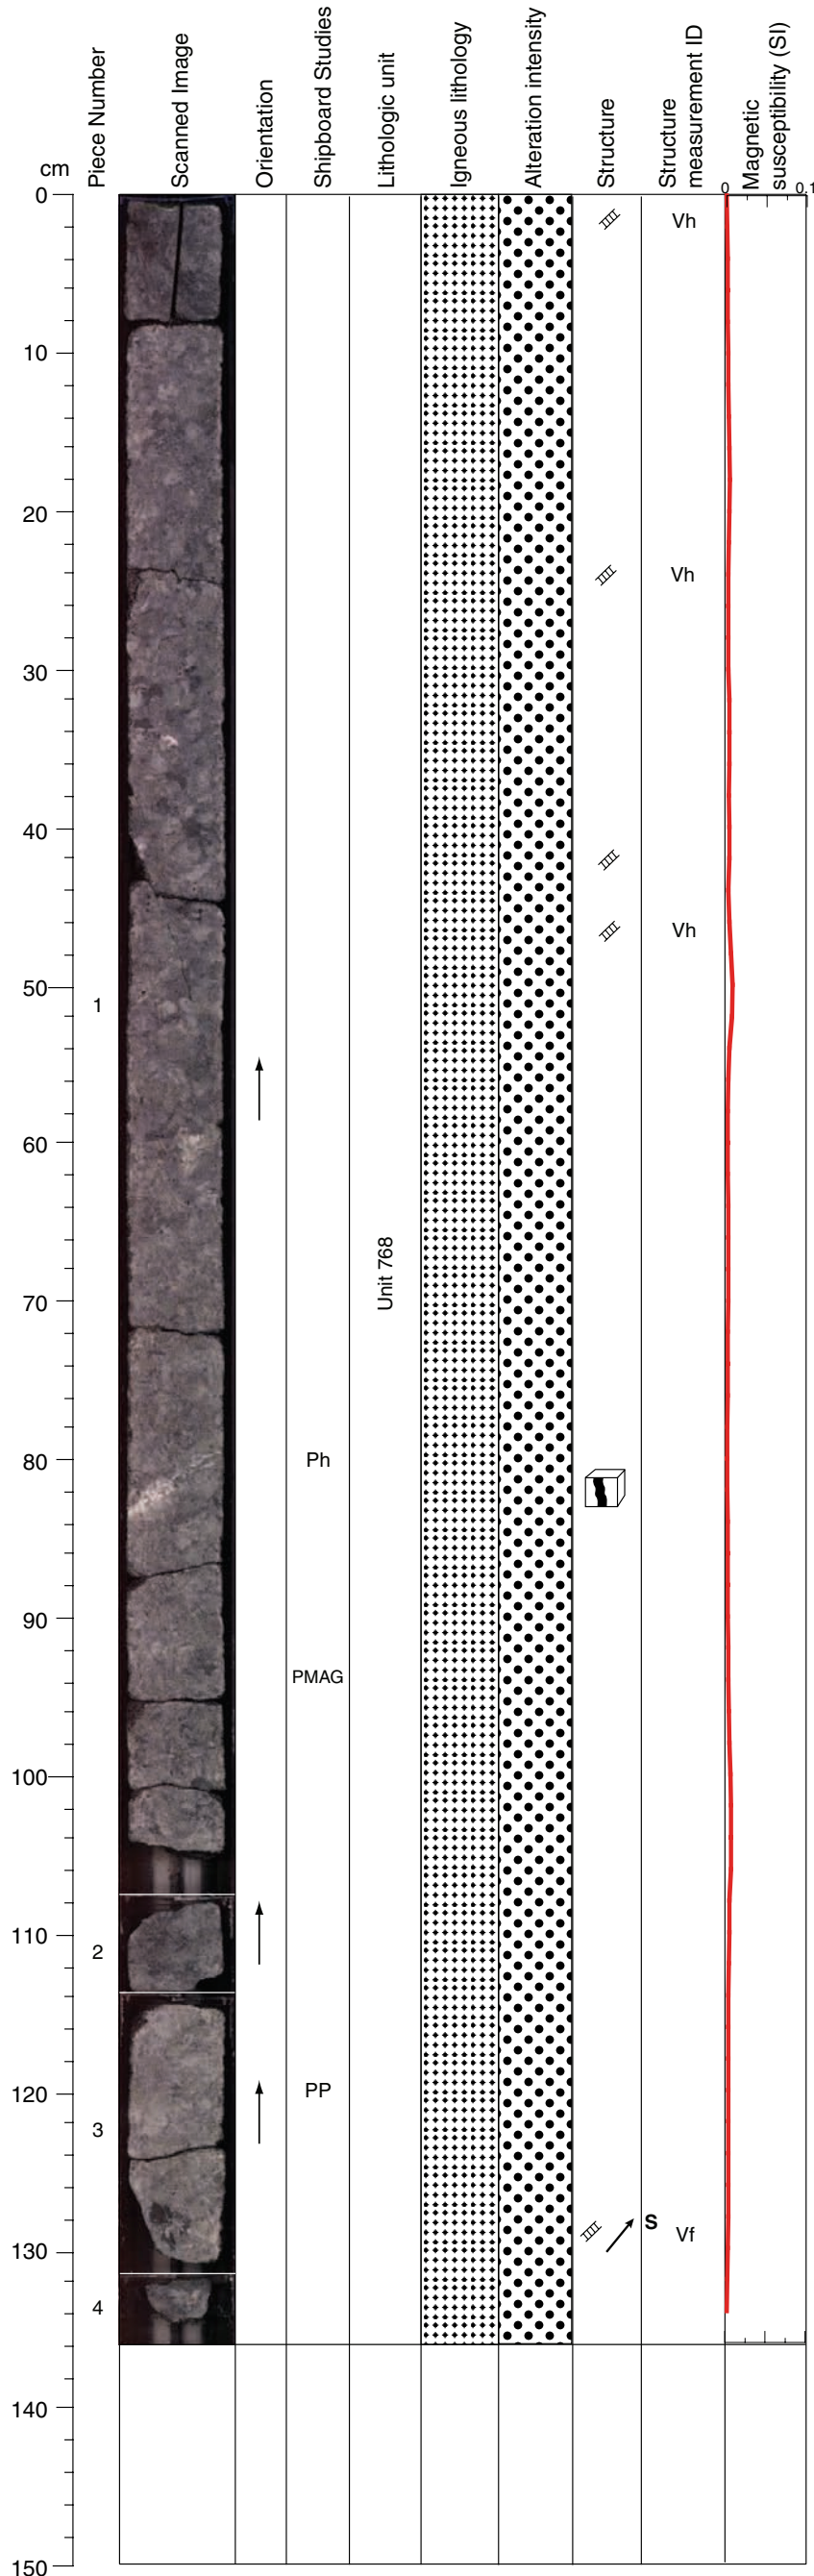 cm
Piece Number
Scanned Image
Orientation
Shipboard Studies
Lithologic unit
Igneous lithology
Alteration intensity
Structure
Structure
measurement ID
Magnetic
susceptibility (SI)
0
0.1
0
Vh
10
20
Vh
30
40
Vh
50
1
60
Unit 768
70
80
Ph
90
PMAG
100
110
2
120
PP
3
S
Vf
130
4
140
150